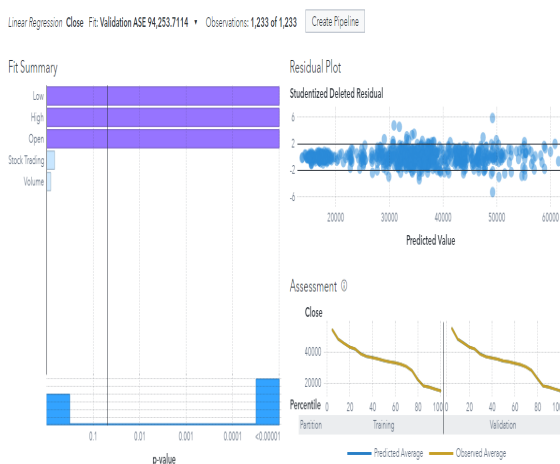 Linear Regression Close Fit: Validation ASE 94,253.7114 ▾ Observations: 1,233 of 1,233 Create Pipeline
Fit Summary
Low
High
Open
Stock Trading
Volume
0.1 0.01 0.001 0.0001 <0.00001
p-value
Residual Plot
Studentized Deleted Residual
6
2
-2
-6
20000 30000 40000 50000 60000
Predicted Value
Assessment
Close
40000
20000
Percentile 0 20 40 60 80 100 0 20 40 60 80 100
Partition Training Validation
Predicted Average Observed Average